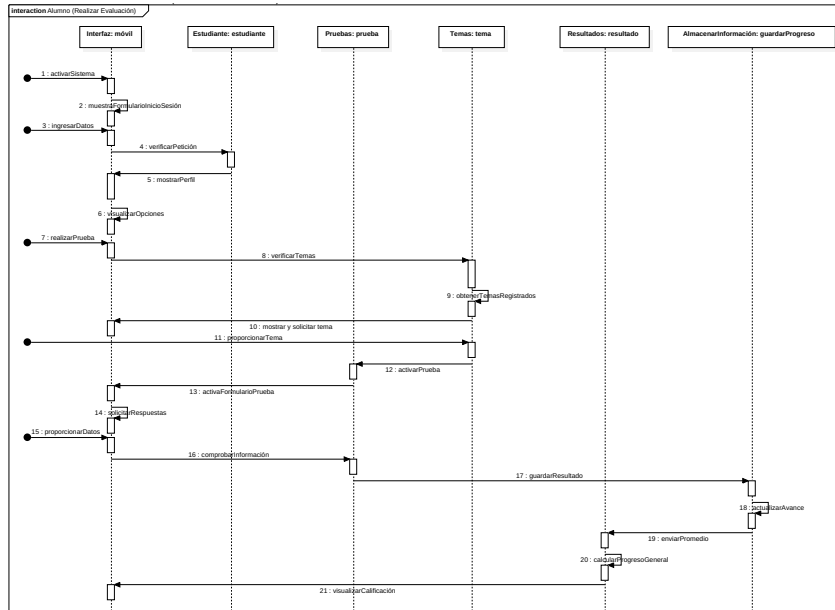 interaction Alumno (Realizar Evaluación)
Interfaz: móvil
Estudiante: estudiante
Pruebas: prueba
Temas: tema
Resultados: resultado
AlmacenarInformación: guardarProgreso
1 : activarSistema
2 : muestraFormularioInicioSesión
3 : ingresarDatos
4 : verificarPetición
5 : mostrarPerfil
6 : visualizarOpciones
7 : realizarPrueba
8 : verificarTemas
9 : obtenerTemasRegistrados
10 : mostrar y solicitar tema
11 : proporcionarTema
12 : activarPrueba
13 : activaFormularioPrueba
14 : solicitarRespuestas
15 : proporcionarDatos
16 : comprobarInformación
17 : guardarResultado
18 : actualizarAvance
19 : enviarPromedio
20 : calcularProgresoGeneral
21 : visualizarCalificación